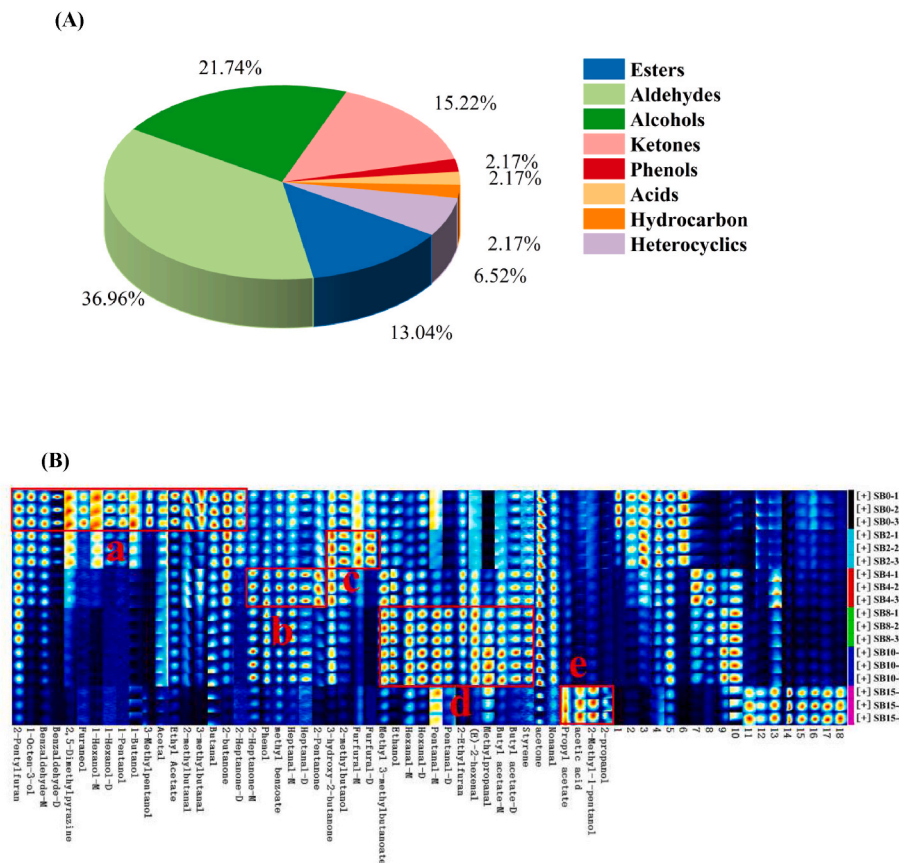 (A)
21.74%
15.22%
2.17%
2.17%
2.17%
6.52%
13.04%
36.96%
Esters
Aldehydes
Alcohols
Ketones
Phenols
Acids
Hydrocarbon
Heterocyclics
(B)
[+] SB0-1
[+] SB0-2
[+] SB0-3
[+] SB2-1
[+] SB2-2
[+] SB2-3
[+] SB4-1
[+] SB4-2
[+] SB4-3
[+] SB8-1
[+] SB8-2
[+] SB8-3
[+] SB10-
[+] SB10-
[+] SB10-
[+] SB15-
[+] SB15-
[+] SB15-
a
b
c
d
e
2-Pentylfuran
1-Octen-3-ol
Benzaldehyde-M
Benzaldehyde-D
2,5-Dimethylpyrazine
Furaneol
1-Hexanol-M
1-Hexanol-D
1-Pentanol
1-Butanol
3-Methylpentanol
Acetal
Ethyl Acetate
2-methylbutanal
3-methylbutanal
Butanal
2-butanone
2-Heptanone-D
2-Heptanone-M
Phenol
methyl benzoate
Heptanal-M
Heptanal-D
2-Pentanone
3-hydroxy-2-butanone
2-methylbutanol
Furfural-M
Furfural-D
Methyl 3-methylbutanoate
Ethanol
Hexanal-M
Hexanal-D
Pentanal-M
Pentanal-D
2-Ethylfuran
(E)-2-hexenal
Methylpropanal
Butyl acetate-M
Butyl acetate-D
Styrene
acetone
Nonanal
Propyl acetate
acetic acid
2-Methyl-1-pentanol
2-propanol
1
2
3
4
5
6
7
8
9
10
11
12
13
14
15
16
17
18